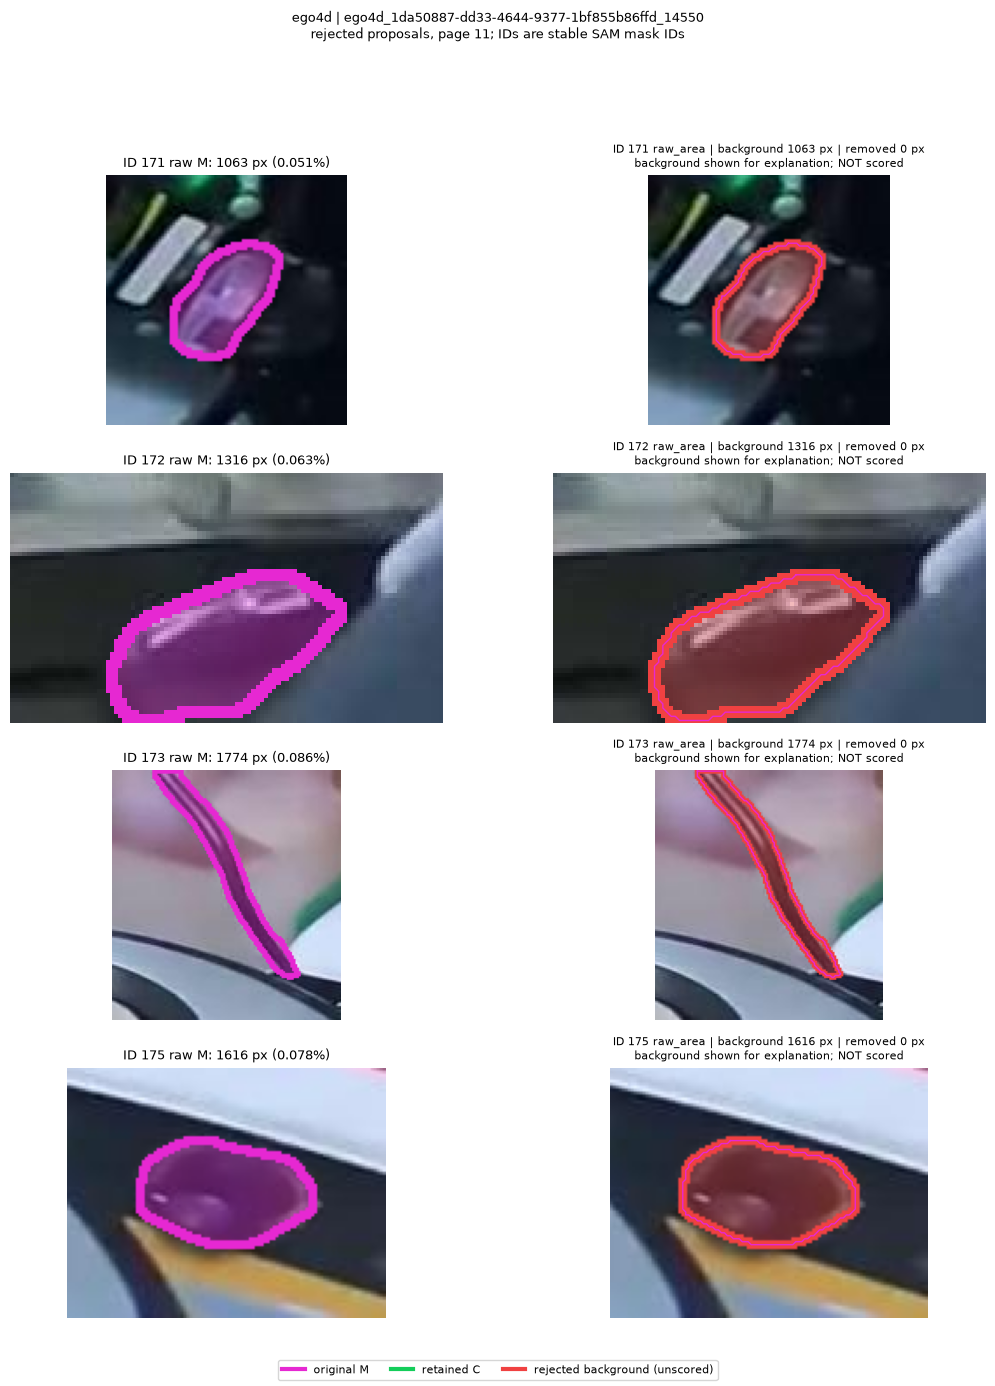 ego4d | ego4d_1da50887-dd33-4644-9377-1bf855b86ffd_14550
rejected proposals, page 11; IDs are stable SAM mask IDs
ID 171 raw M: 1063 px (0.051%)
ID 171 raw_area | background 1063 px | removed 0 px
background shown for explanation; NOT scored
ID 172 raw M: 1316 px (0.063%)
ID 172 raw_area | background 1316 px | removed 0 px
background shown for explanation; NOT scored
ID 173 raw M: 1774 px (0.086%)
ID 173 raw_area | background 1774 px | removed 0 px
background shown for explanation; NOT scored
ID 175 raw M: 1616 px (0.078%)
ID 175 raw_area | background 1616 px | removed 0 px
background shown for explanation; NOT scored
original M
retained C
rejected background (unscored)